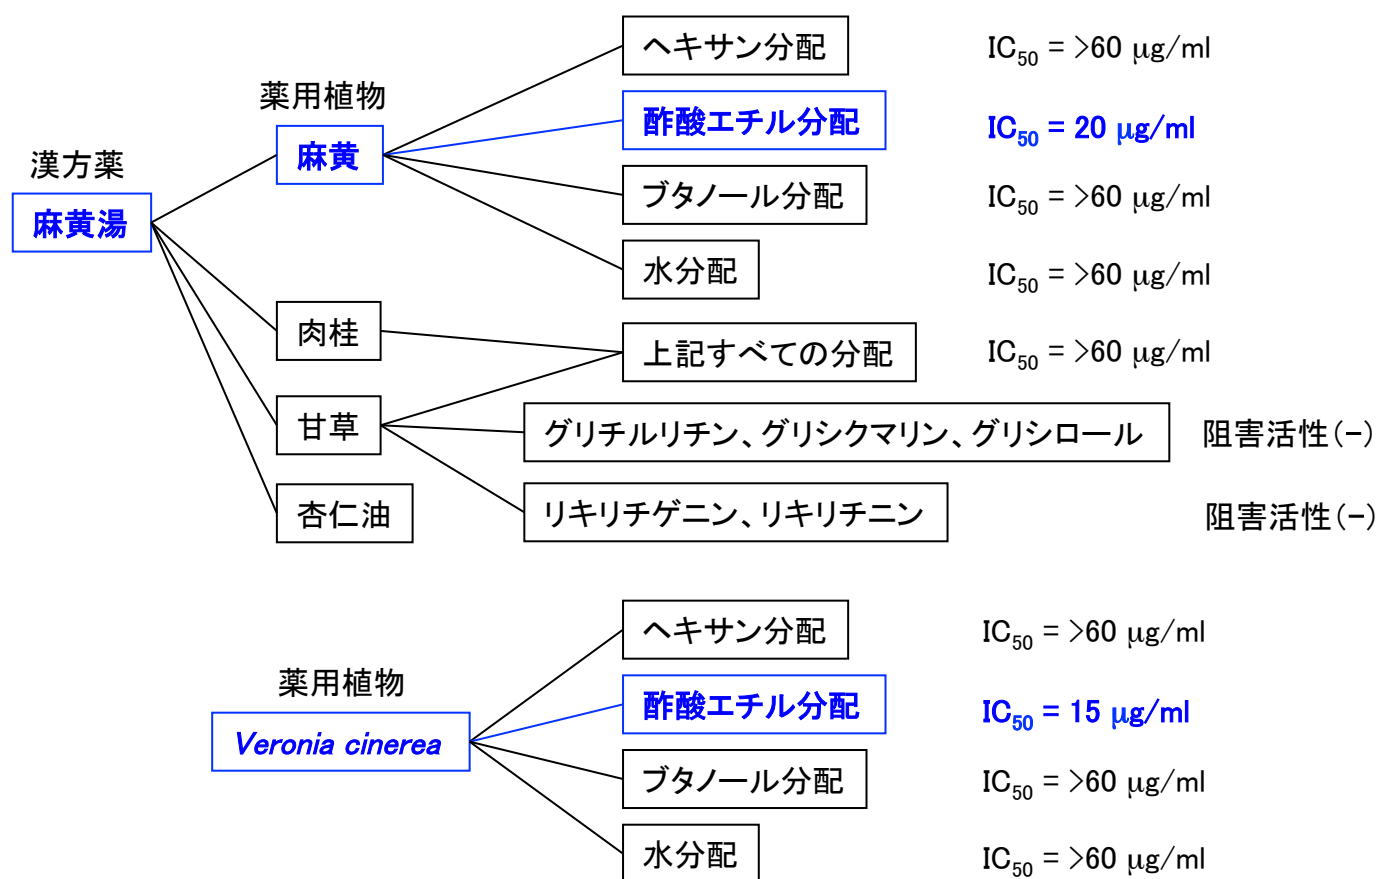 漢方薬
麻黄湯
薬用植物
麻黄
ヘキサン分配 IC50 = >60 μg/ml
酢酸エチル分配 IC50 = 20 μg/ml
ブタノール分配 IC50 = >60 μg/ml
水分配 IC50 = >60 μg/ml
肉桂
上記すべての分配 IC50 = >60 μg/ml
甘草
グリチルリチン、グリシクマリン、グリシロール 阻害活性(-)
杏仁油
リキリチゲニン、リキリチニン 阻害活性(-)
薬用植物
Veronia cinerea
ヘキサン分配 IC50 = >60 μg/ml
酢酸エチル分配 IC50 = 15 μg/ml
ブタノール分配 IC50 = >60 μg/ml
水分配 IC50 = >60 μg/ml